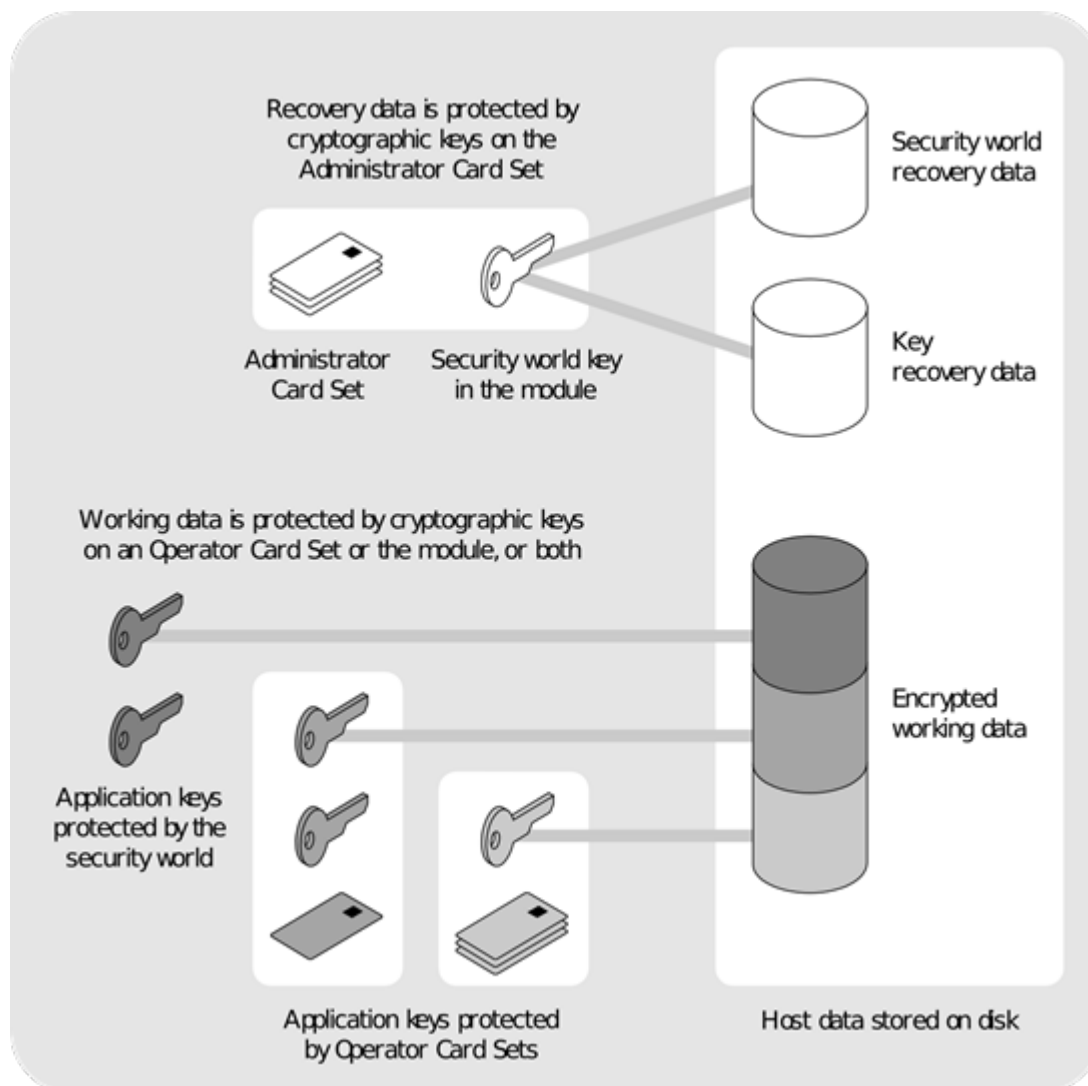 Recovery data is protected by
cryptographic keys on the
Administrator Card Set
Security world
recovery data
Key
recovery data
Administrator
Card Set
Security world key
in the module
Working data is protected by cryptographic keys
on an Operator Card Set or the module, or both
Encrypted
working data
Application keys
protected by the
security world
Application keys protected
by Operator Card Sets
Host data stored on disk